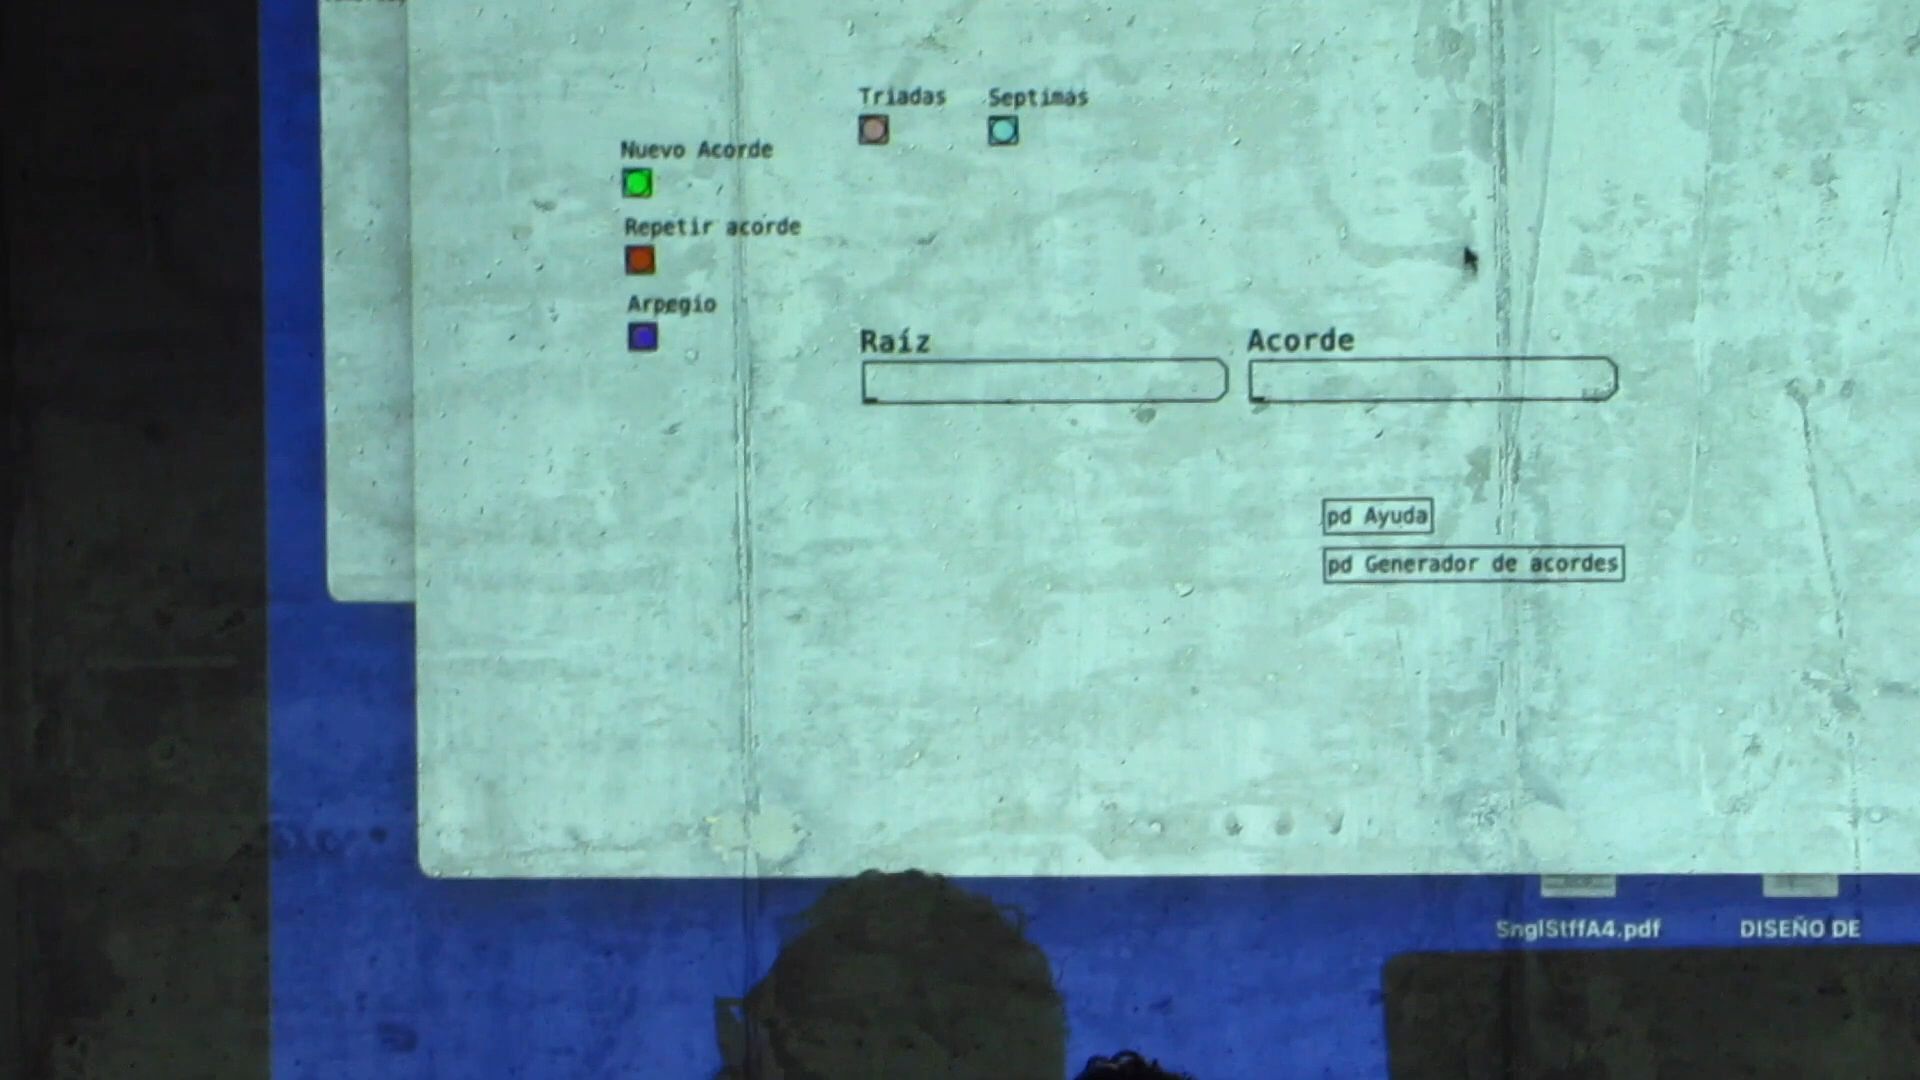 Triadas
Septimas
Nuevo Acorde
Repetir acorde
Arpegio
Raíz
Acorde
pd Ayuda
pd Generador de acordes
SnglStffA4.pdf
DISEÑO DE